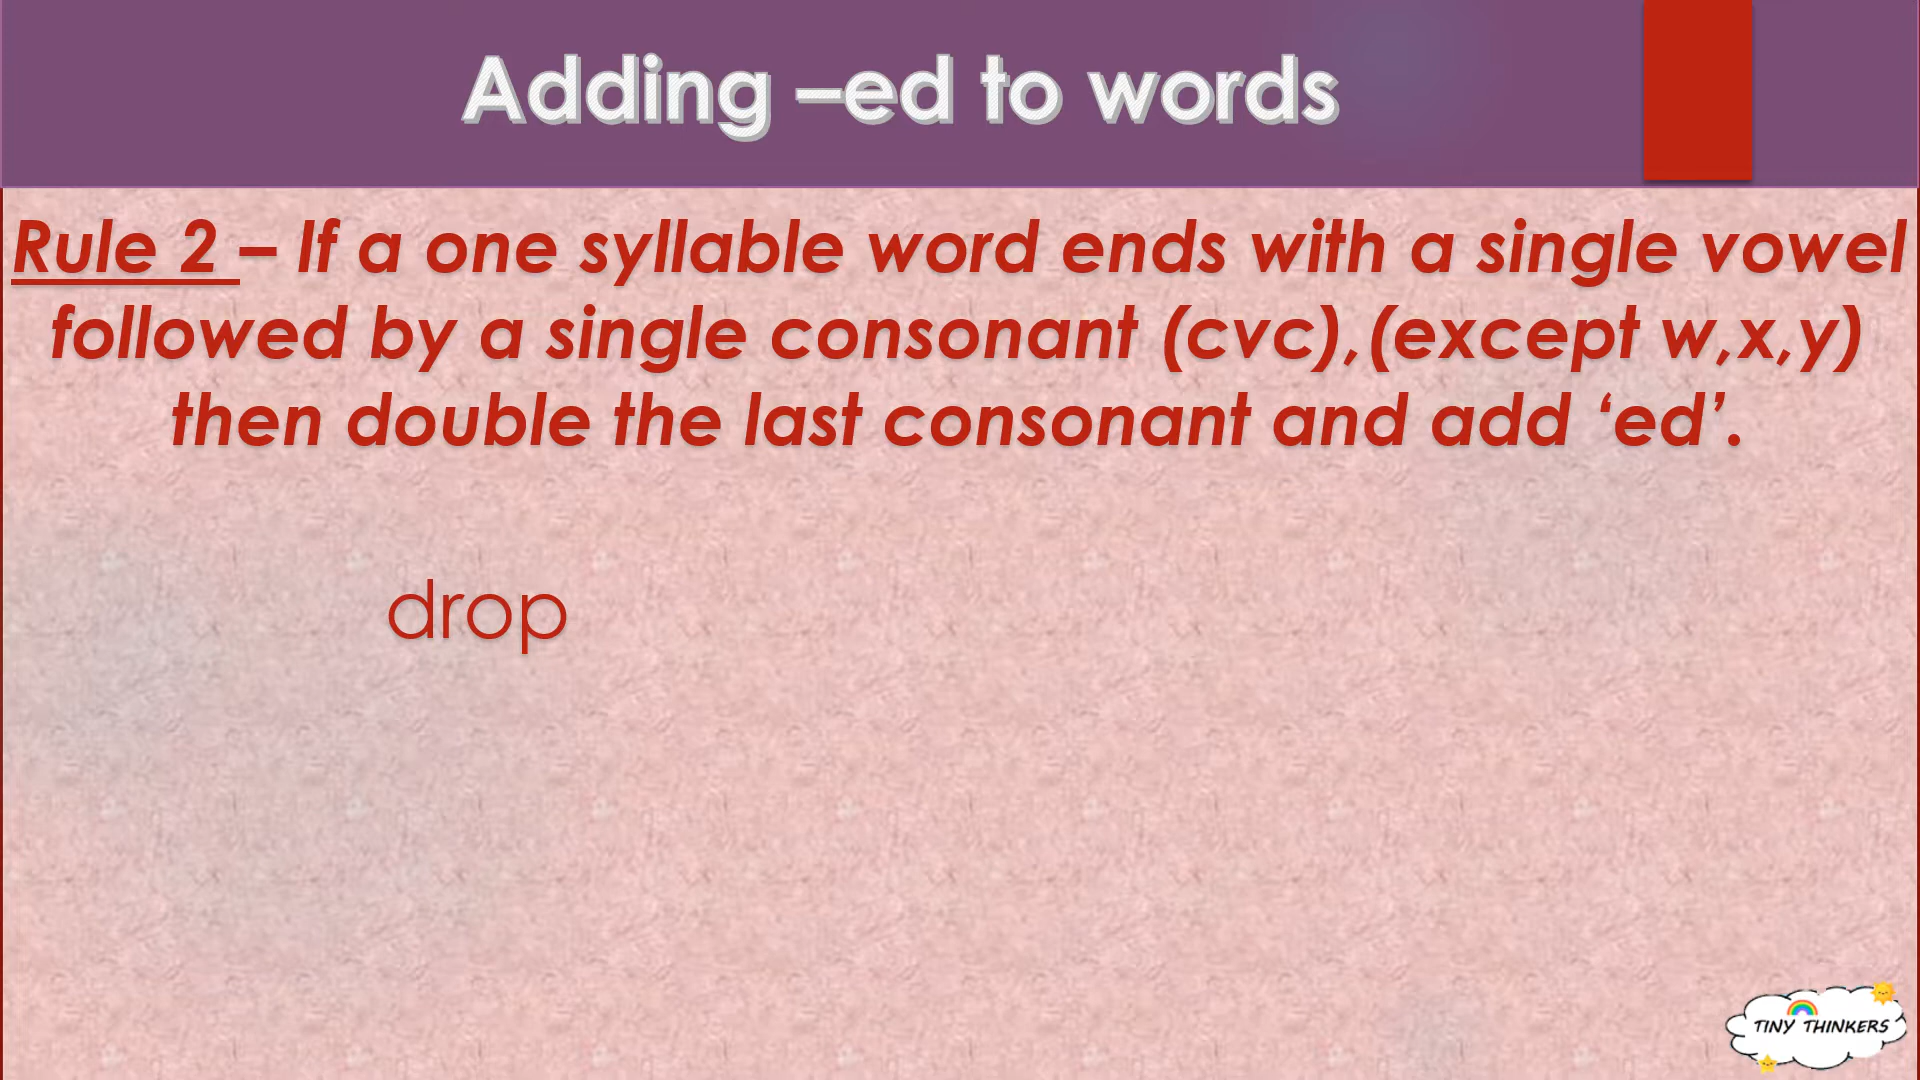 Adding –ed to words
Rule 2 – If a one syllable word ends with a single vowel
followed by a single consonant (cvc),(except w,x,y)
then double the last consonant and add ‘ed’.
drop
TINY THINKERS